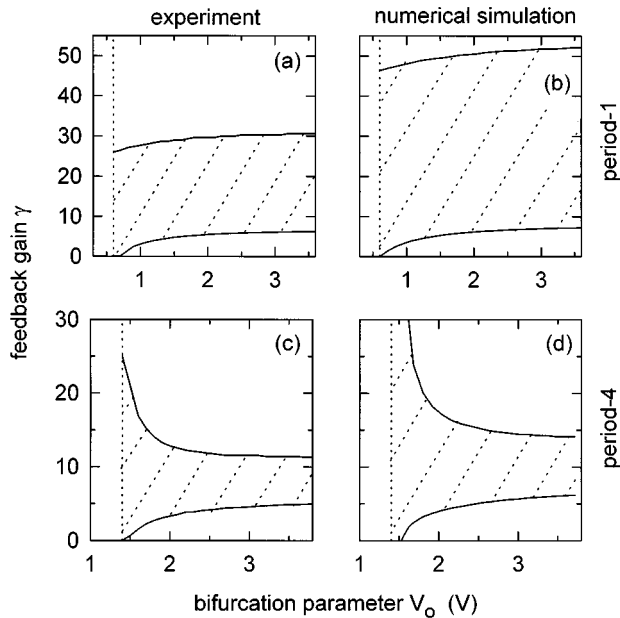 experiment
numerical simulation
50
40
30
20
10
0
(a)
(b)
1
2
3
1
2
3
period-1
feedback gain γ
30
20
10
0
(c)
(d)
1
2
3
1
2
3
period-4
bifurcation parameter V_o (V)